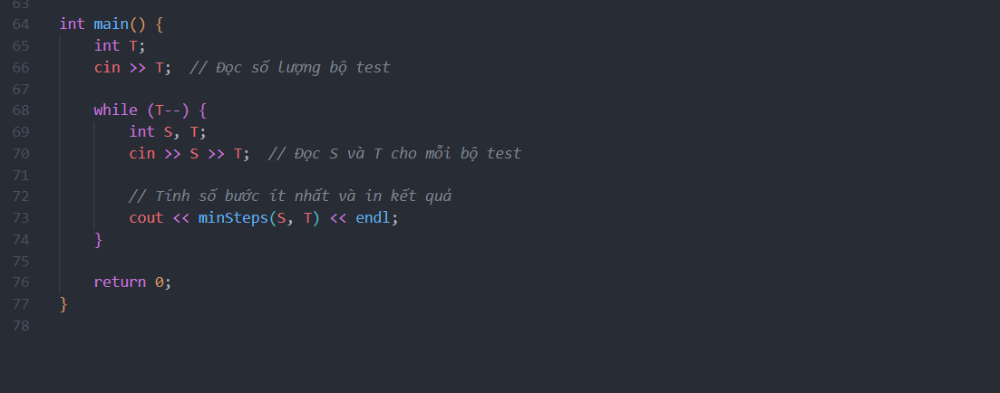 63
64 int main() {
65 int T;
66 cin >> T; // Đọc số lượng bộ test
67
68 while (T--) {
69 int S, T;
70 cin >> S >> T; // Đọc S và T cho mỗi bộ test
71
72 // Tính số bước ít nhất và in kết quả
73 cout << minSteps(S, T) << endl;
74 }
75
76 return 0;
77 }
78